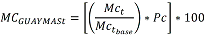 MC_{GUAYMASt} = [(Mc_t / Mc_{t_{base}}) * Pc] * 100